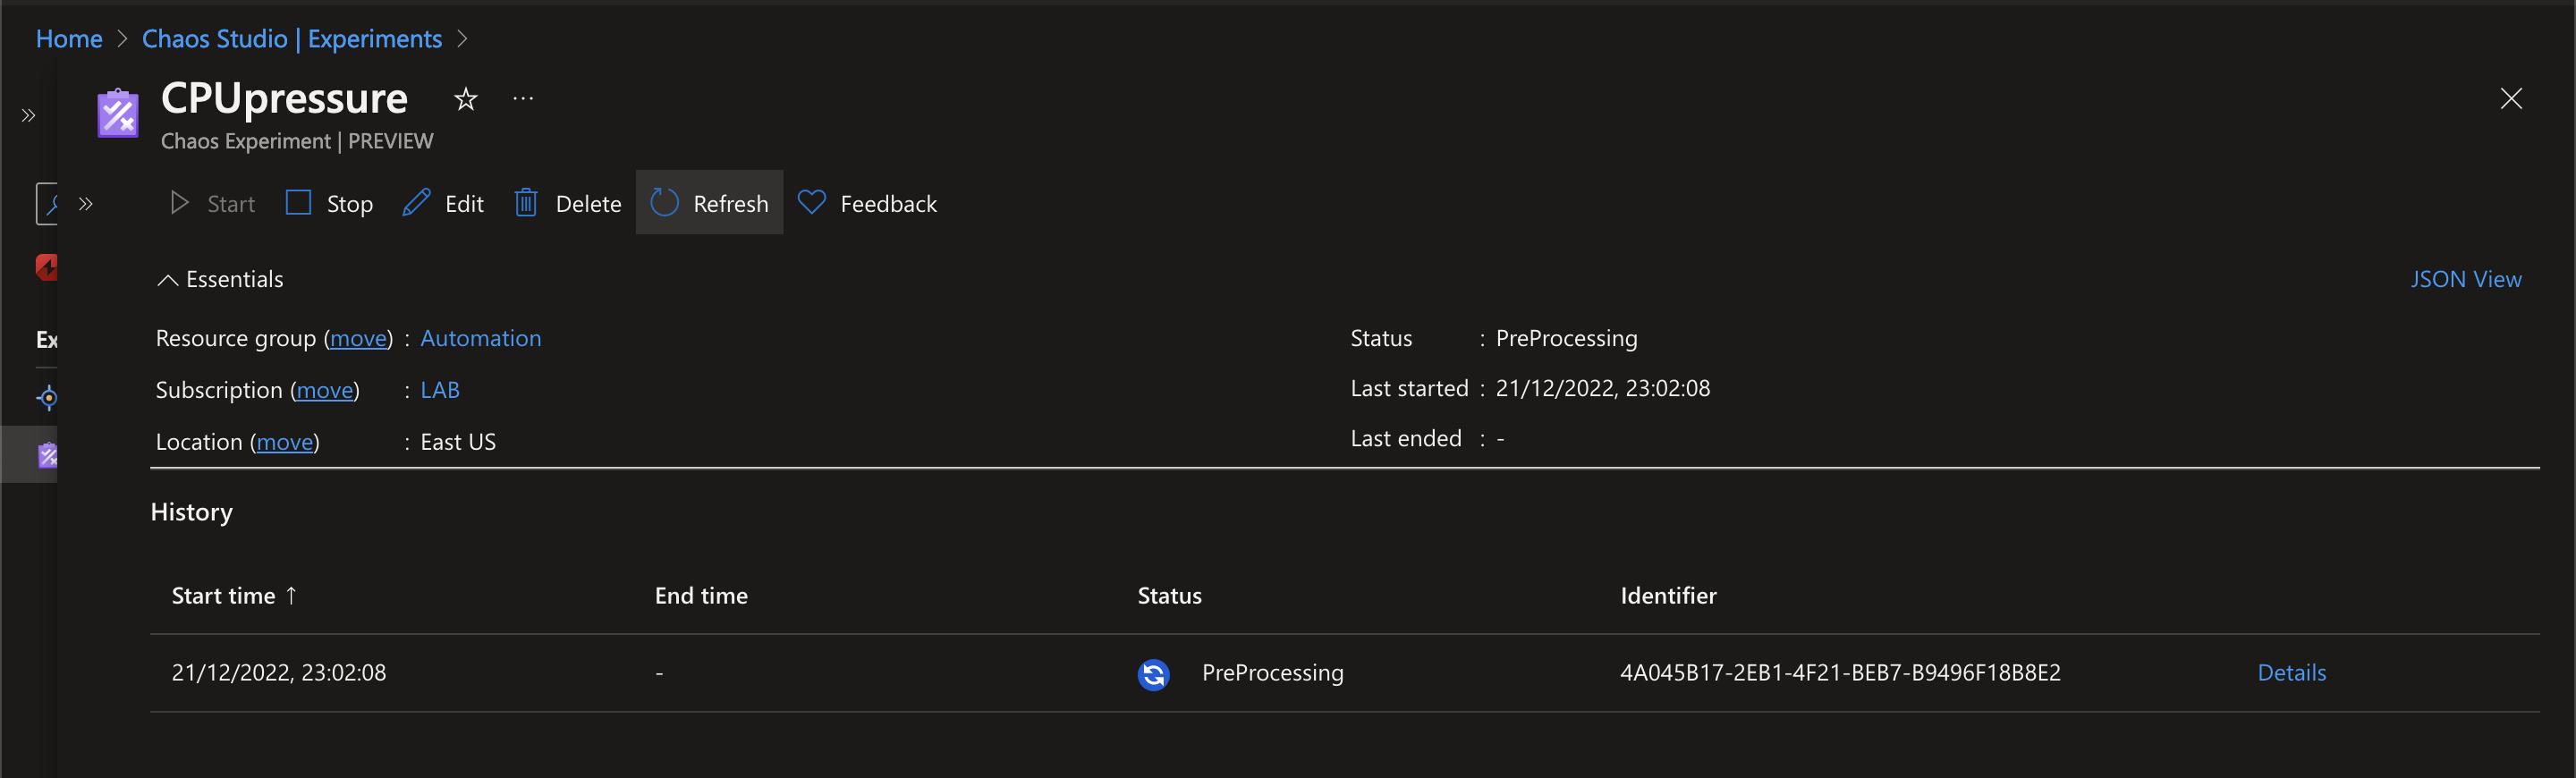 Home > Chaos Studio | Experiments >
CPUpressure ☆ ···
Chaos Experiment | PREVIEW
Start Stop Edit Delete Refresh Feedback
Essentials JSON View
Resource group (move) : Automation Status : PreProcessing
Subscription (move) : LAB Last started : 21/12/2022, 23:02:08
Location (move) : East US Last ended : -
Ex
History
Start time ↑ End time Status Identifier
21/12/2022, 23:02:08 - PreProcessing 4A045B17-2EB1-4F21-BEB7-B9496F18B8E2 Details